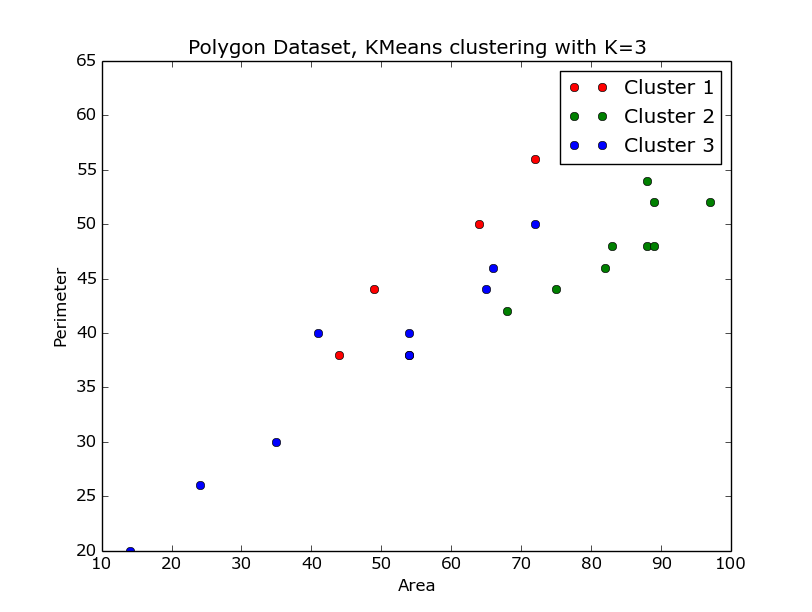 Polygon Dataset, KMeans clustering with K=3
Cluster 1
Cluster 2
Cluster 3
65
60
55
50
45
40
35
30
25
20
Perimeter
10 20 30 40 50 60 70 80 90 100
Area